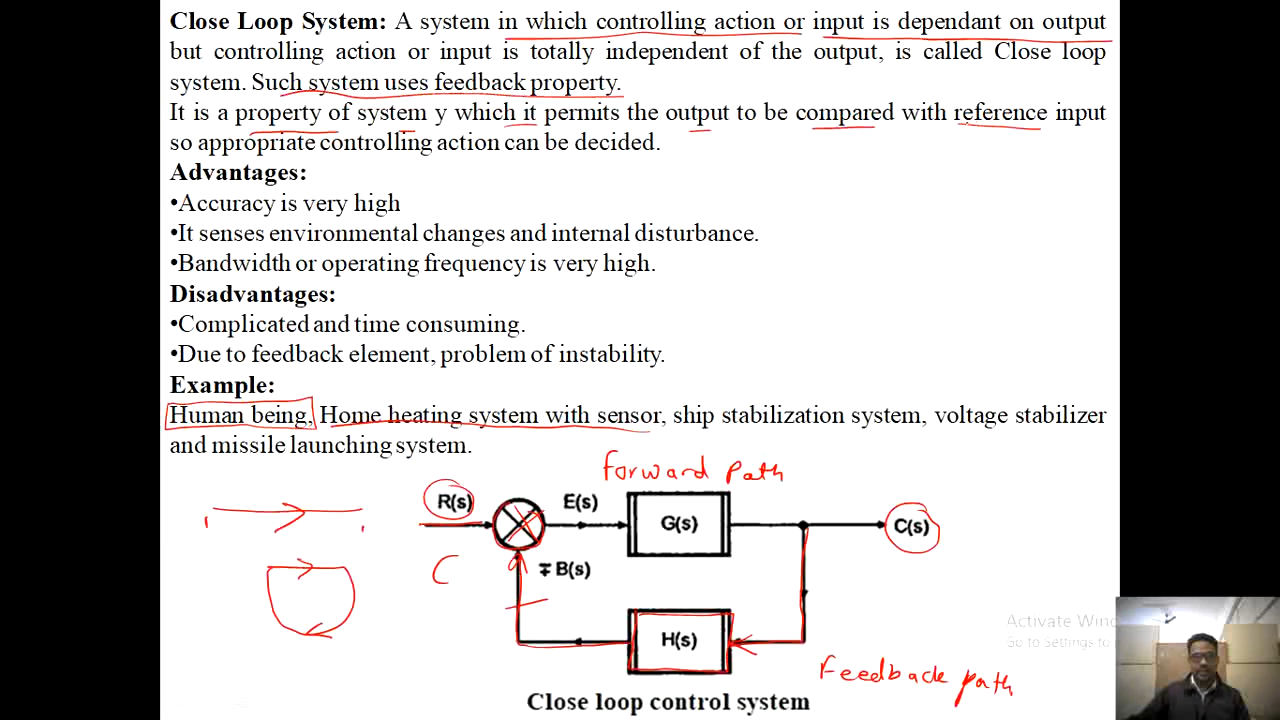 Close Loop System: A system in which controlling action or input is dependant on output
but controlling action or input is totally independent of the output, is called Close loop
system. Such system uses feedback property.
It is a property of system y which it permits the output to be compared with reference input
so appropriate controlling action can be decided.
Advantages:
•Accuracy is very high
•It senses environmental changes and internal disturbance.
•Bandwidth or operating frequency is very high.
Disadvantages:
•Complicated and time consuming.
•Due to feedback element, problem of instability.
Example:
Human being, Home heating system with sensor, ship stabilization system, voltage stabilizer
and missile launching system.
forward path
R(s) E(s) G(s) C(s)
C ∓ B(s)
H(s)
Activate Wind
Go to Settings to
Feedback path
Close loop control system